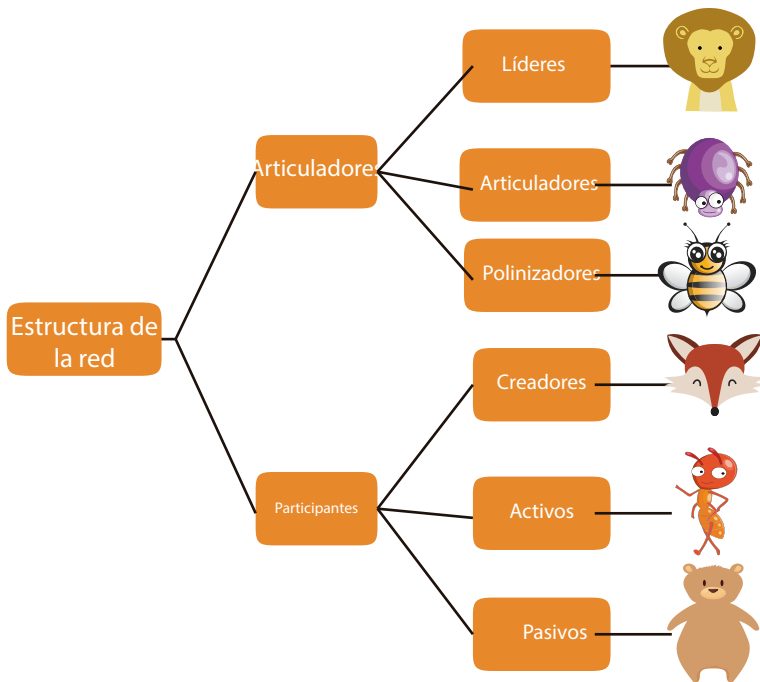 Estructura de
la red
Articuladores
Líderes
Articuladores
Polinizadores
Participantes
Creadores
Activos
Pasivos